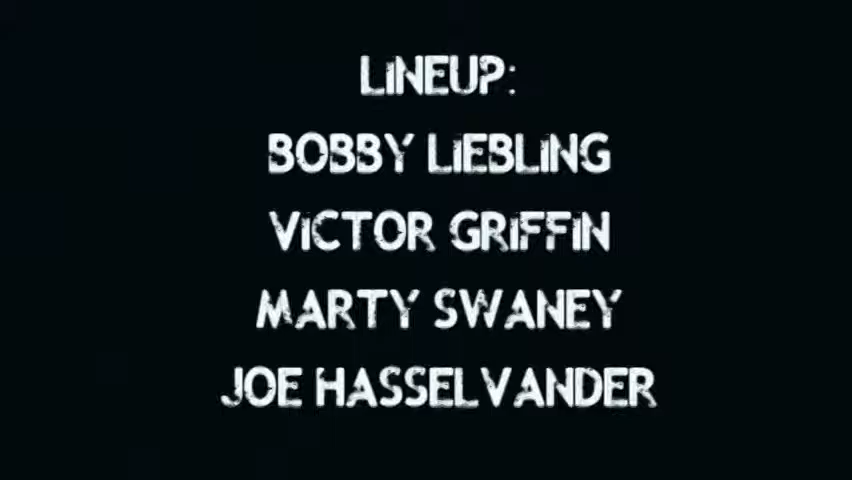 LINEUP:
BOBBY LIEBLING
VICTOR GRIFFIN
MARTY SWANEY
JOE HASSELVANDER